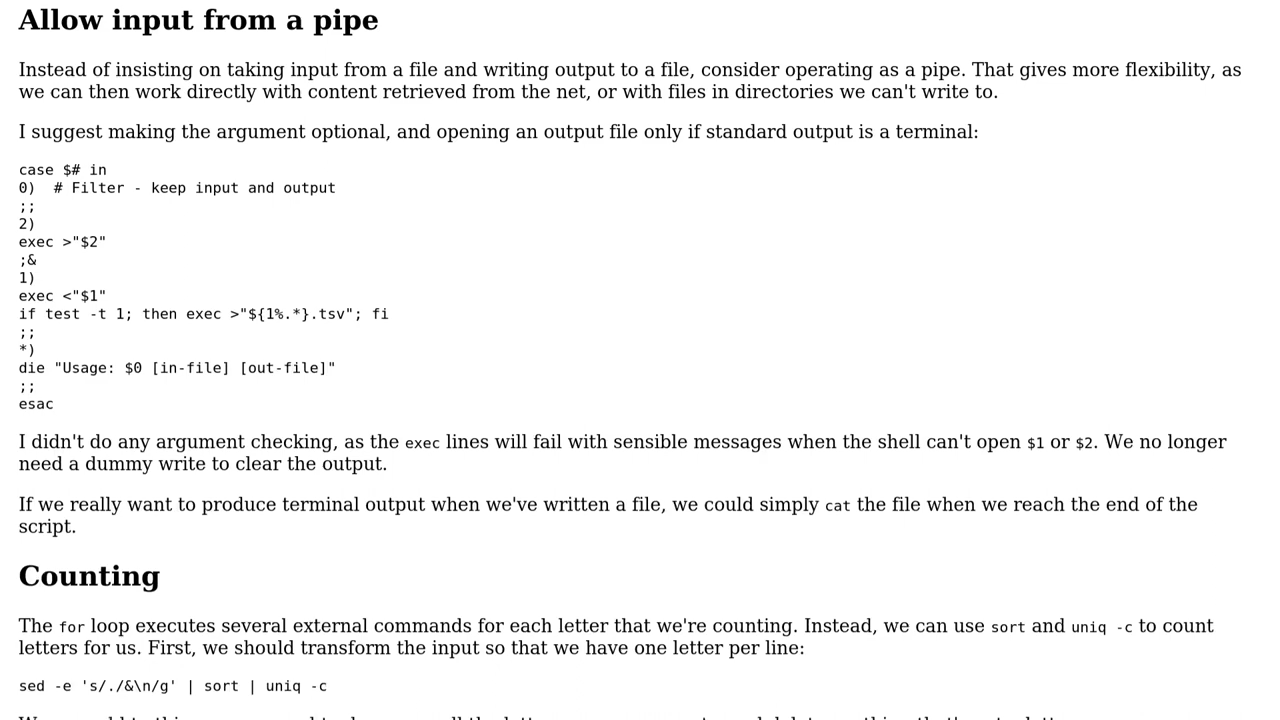 Allow input from a pipe
Instead of insisting on taking input from a file and writing output to a file, consider operating as a pipe. That gives more flexibility, as
we can then work directly with content retrieved from the net, or with files in directories we can't write to.
I suggest making the argument optional, and opening an output file only if standard output is a terminal:
case $# in
0)  # Filter - keep input and output
;;
2)
exec >"$2"
;&
1)
exec <"$1"
if test -t 1; then exec >"${1%.*}.tsv"; fi
;;
*)
die "Usage: $0 [in-file] [out-file]"
;;
esac
I didn't do any argument checking, as the exec lines will fail with sensible messages when the shell can't open $1 or $2. We no longer
need a dummy write to clear the output.
If we really want to produce terminal output when we've written a file, we could simply cat the file when we reach the end of the
script.
Counting
The for loop executes several external commands for each letter that we're counting. Instead, we can use sort and uniq -c to count
letters for us. First, we should transform the input so that we have one letter per line:
sed -e 's/./&\n/g' | sort | uniq -c